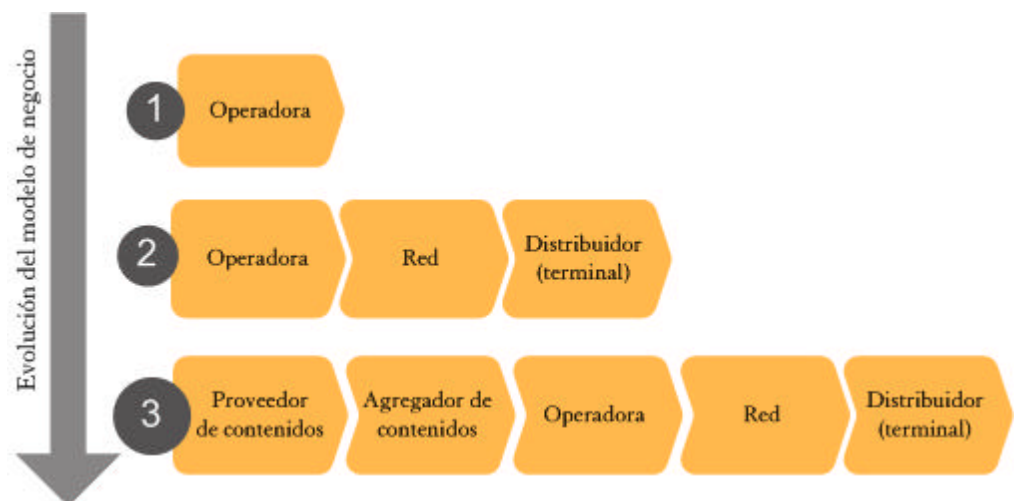 Evolución del modelo de negocio
1
Operadora
2
Operadora
Red
Distribuidor
(terminal)
3
Proveedor
de contenidos
Agregador de
contenidos
Operadora
Red
Distribuidor
(terminal)